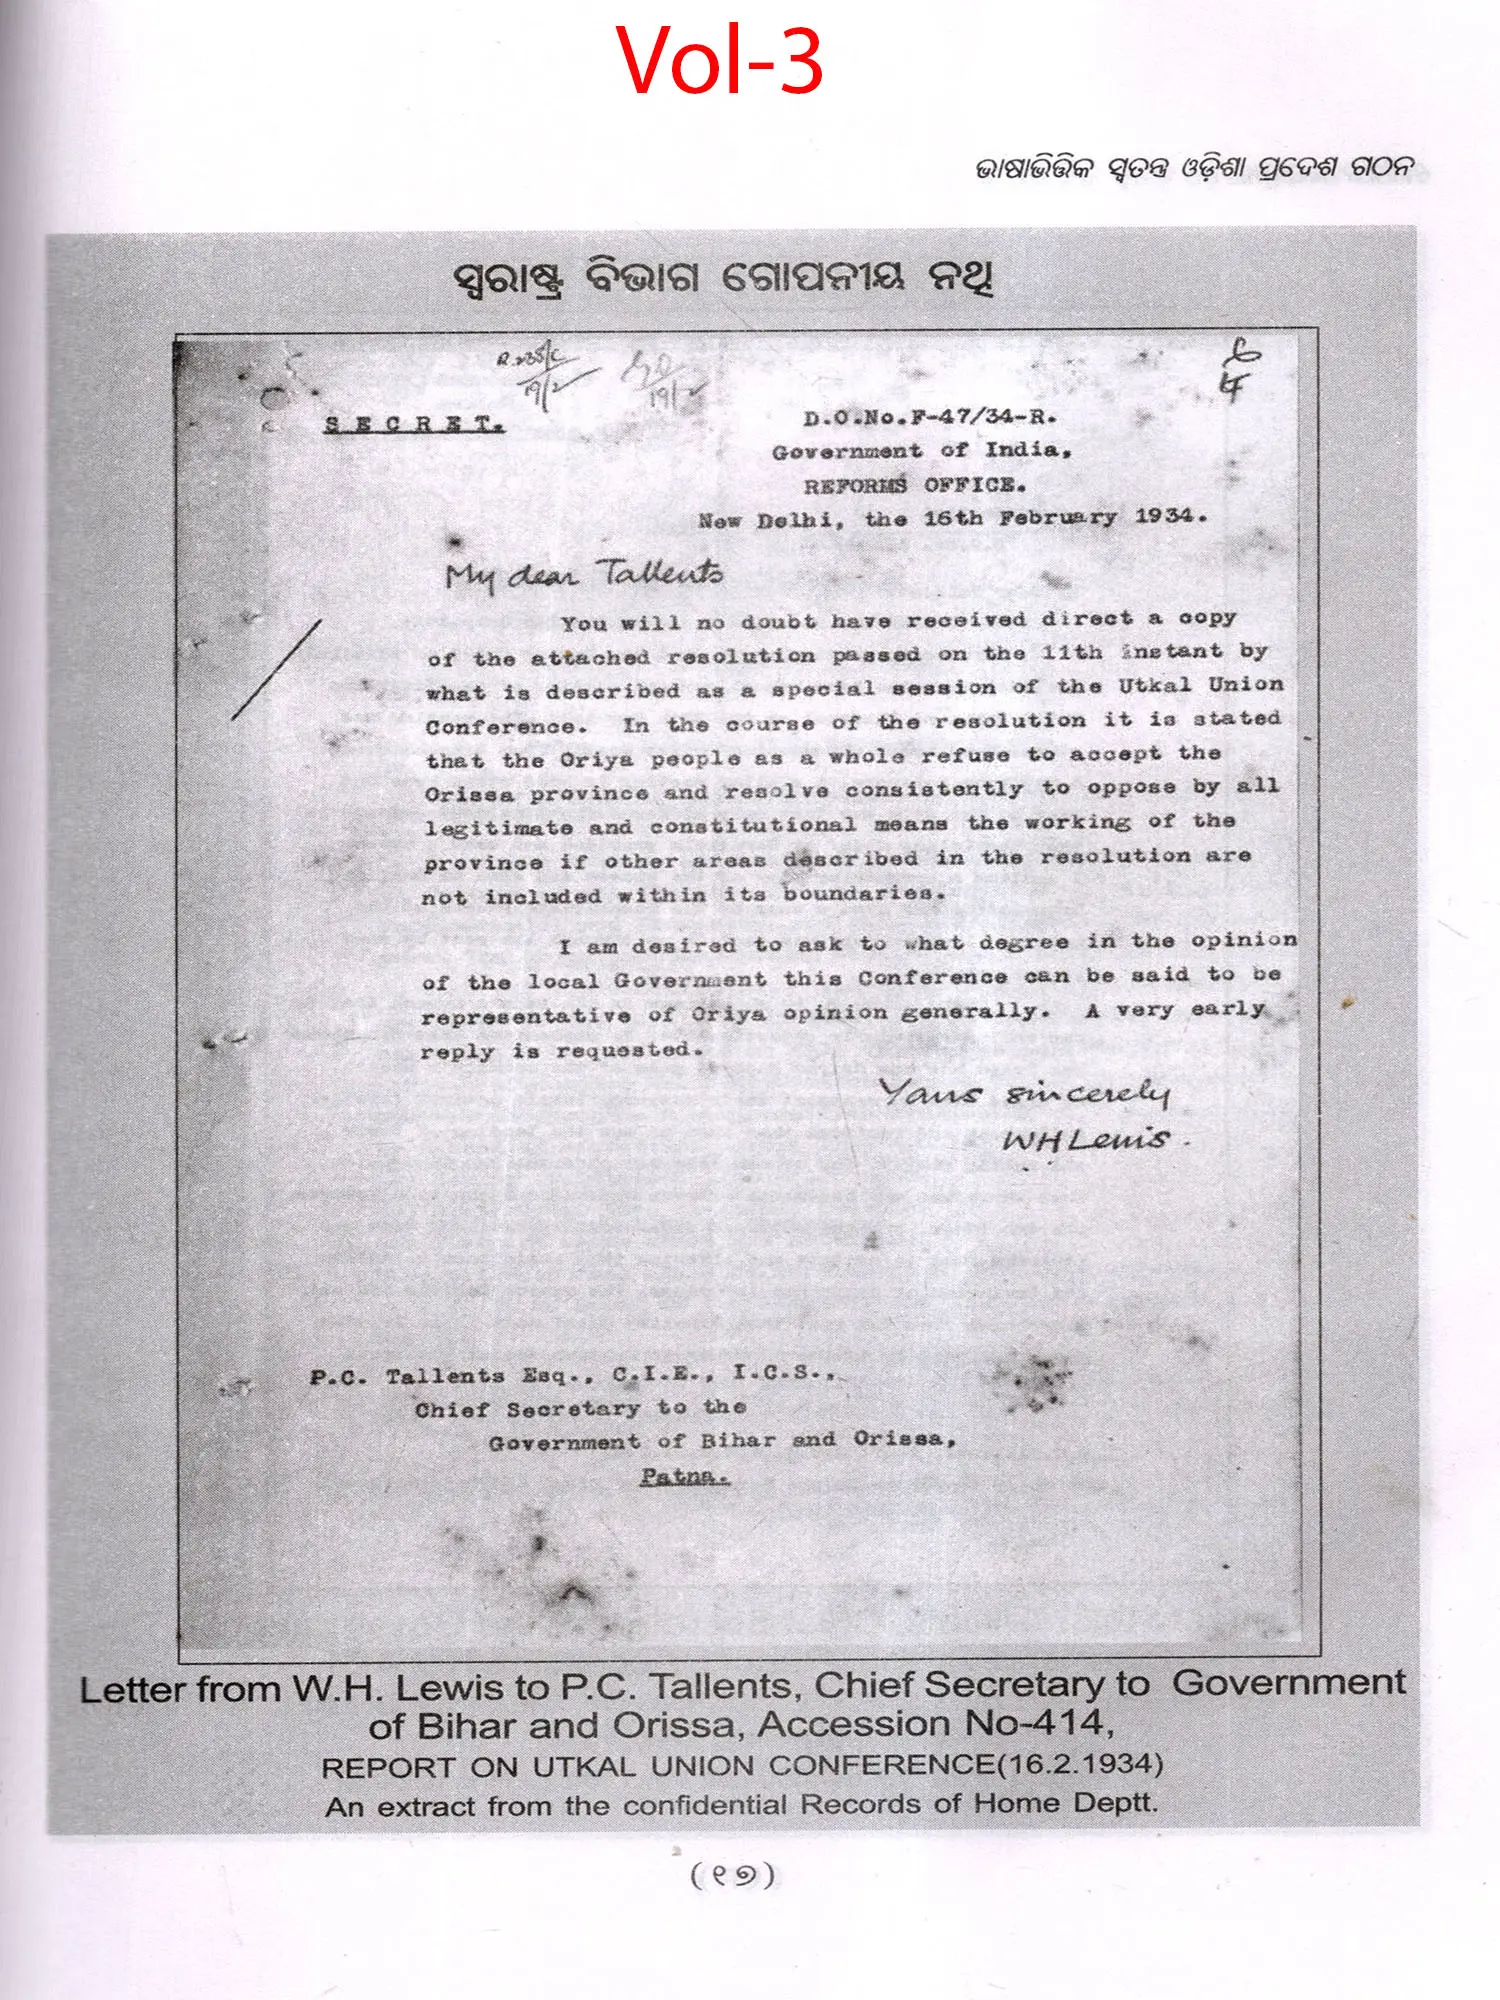 Vol-3
ଭାଷାଭିତ୍ତିକ ସ୍ୱତନ୍ତ୍ର ଓଡ଼ିଶା ପ୍ରଦେଶ ଗଠନ
ସ୍ୱରାଷ୍ଟ୍ର ବିଭାଗ ଗୋପନୀୟ ନଥି
19/2
19/2
SECRET.
D.O.No.F-47/34-R.
Government of India,
REFORMS OFFICE.
New Delhi, the 16th February 1934.
My dear Tallents
You will no doubt have received direct a copy
of the attached resolution passed on the 11th instant by
what is described as a special session of the Utkal Union
Conference. In the course of the resolution it is stated
that the Oriya people as a whole refuse to accept the
Orissa province and resolve consistently to oppose by all
legitimate and constitutional means the working of the
province if other areas described in the resolution are
not included within its boundaries.
I am desired to ask to what degree in the opinion
of the local Government this Conference can be said to be
representative of Oriya opinion generally. A very early
reply is requested.
Yours sincerely
WHLewis.
P.C. Tallents Esq., C.I.E., I.C.S.,
Chief Secretary to the
Government of Bihar and Orissa,
Patna.
Letter from W.H. Lewis to P.C. Tallents, Chief Secretary to Government
of Bihar and Orissa, Accession No-414,
REPORT ON UTKAL UNION CONFERENCE(16.2.1934)
An extract from the confidential Records of Home Deptt.
(୧୭)